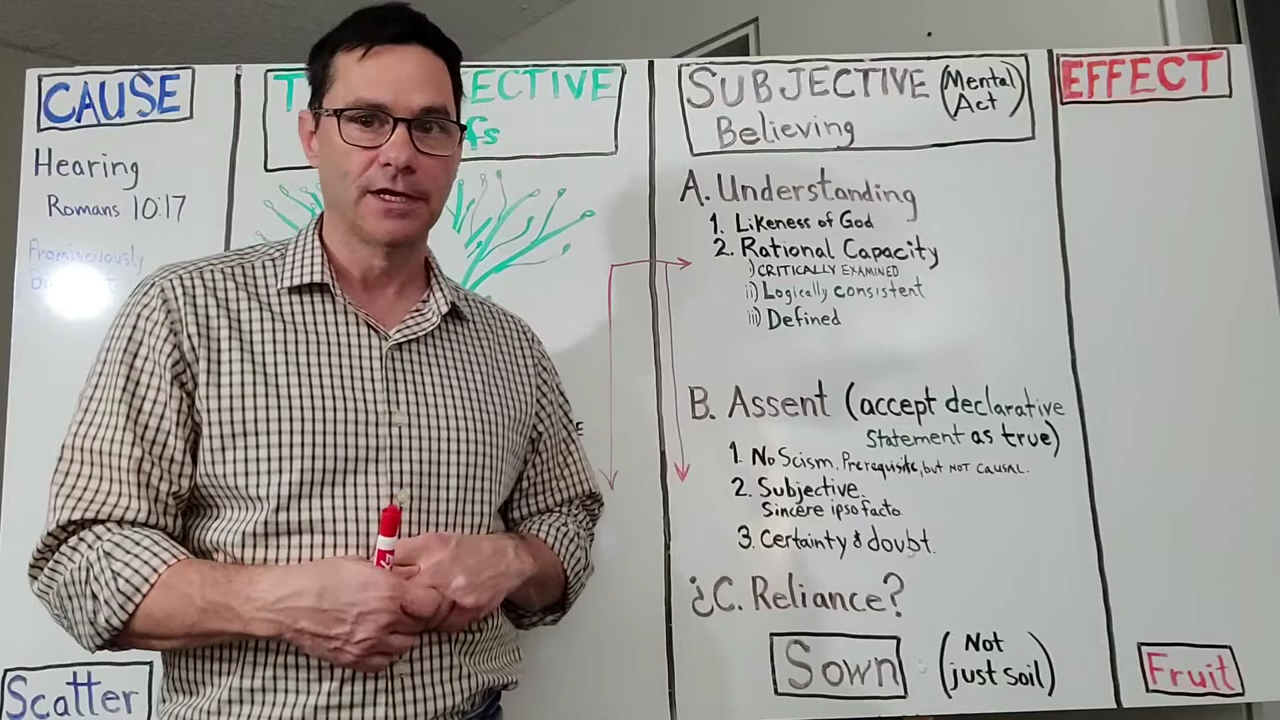 CAUSE
Hearing
Romans 10:17
Scatter
SUBJECTIVE (Mental Act)
Believing
A. Understanding
1. Likeness of God
2. Rational Capacity
i) CRITICALLY EXAMINED
ii) Logically consistent
iii) Defined
B. Assent (accept declarative
Statement as true)
1. No Scism. Prerequisite, but NOT CAUSAL.
2. Subjective.
Sincere ipso facto
3. Certainty & doubt.
¿C. Reliance?
Sown (Not just soil)
EFFECT
Fruit